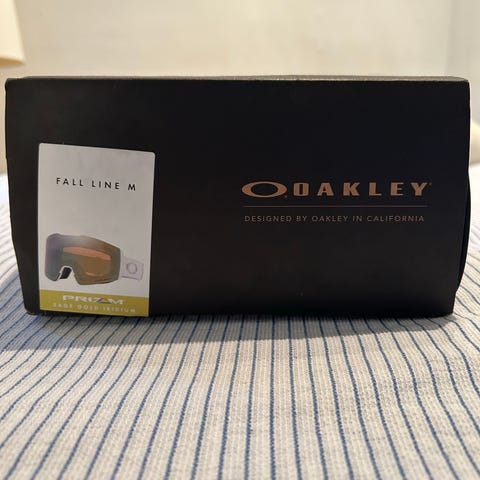 FALL LINE M
PRIZM
SAGE GOLD IRIDIUM
OAKLEY
DESIGNED BY OAKLEY IN CALIFORNIA